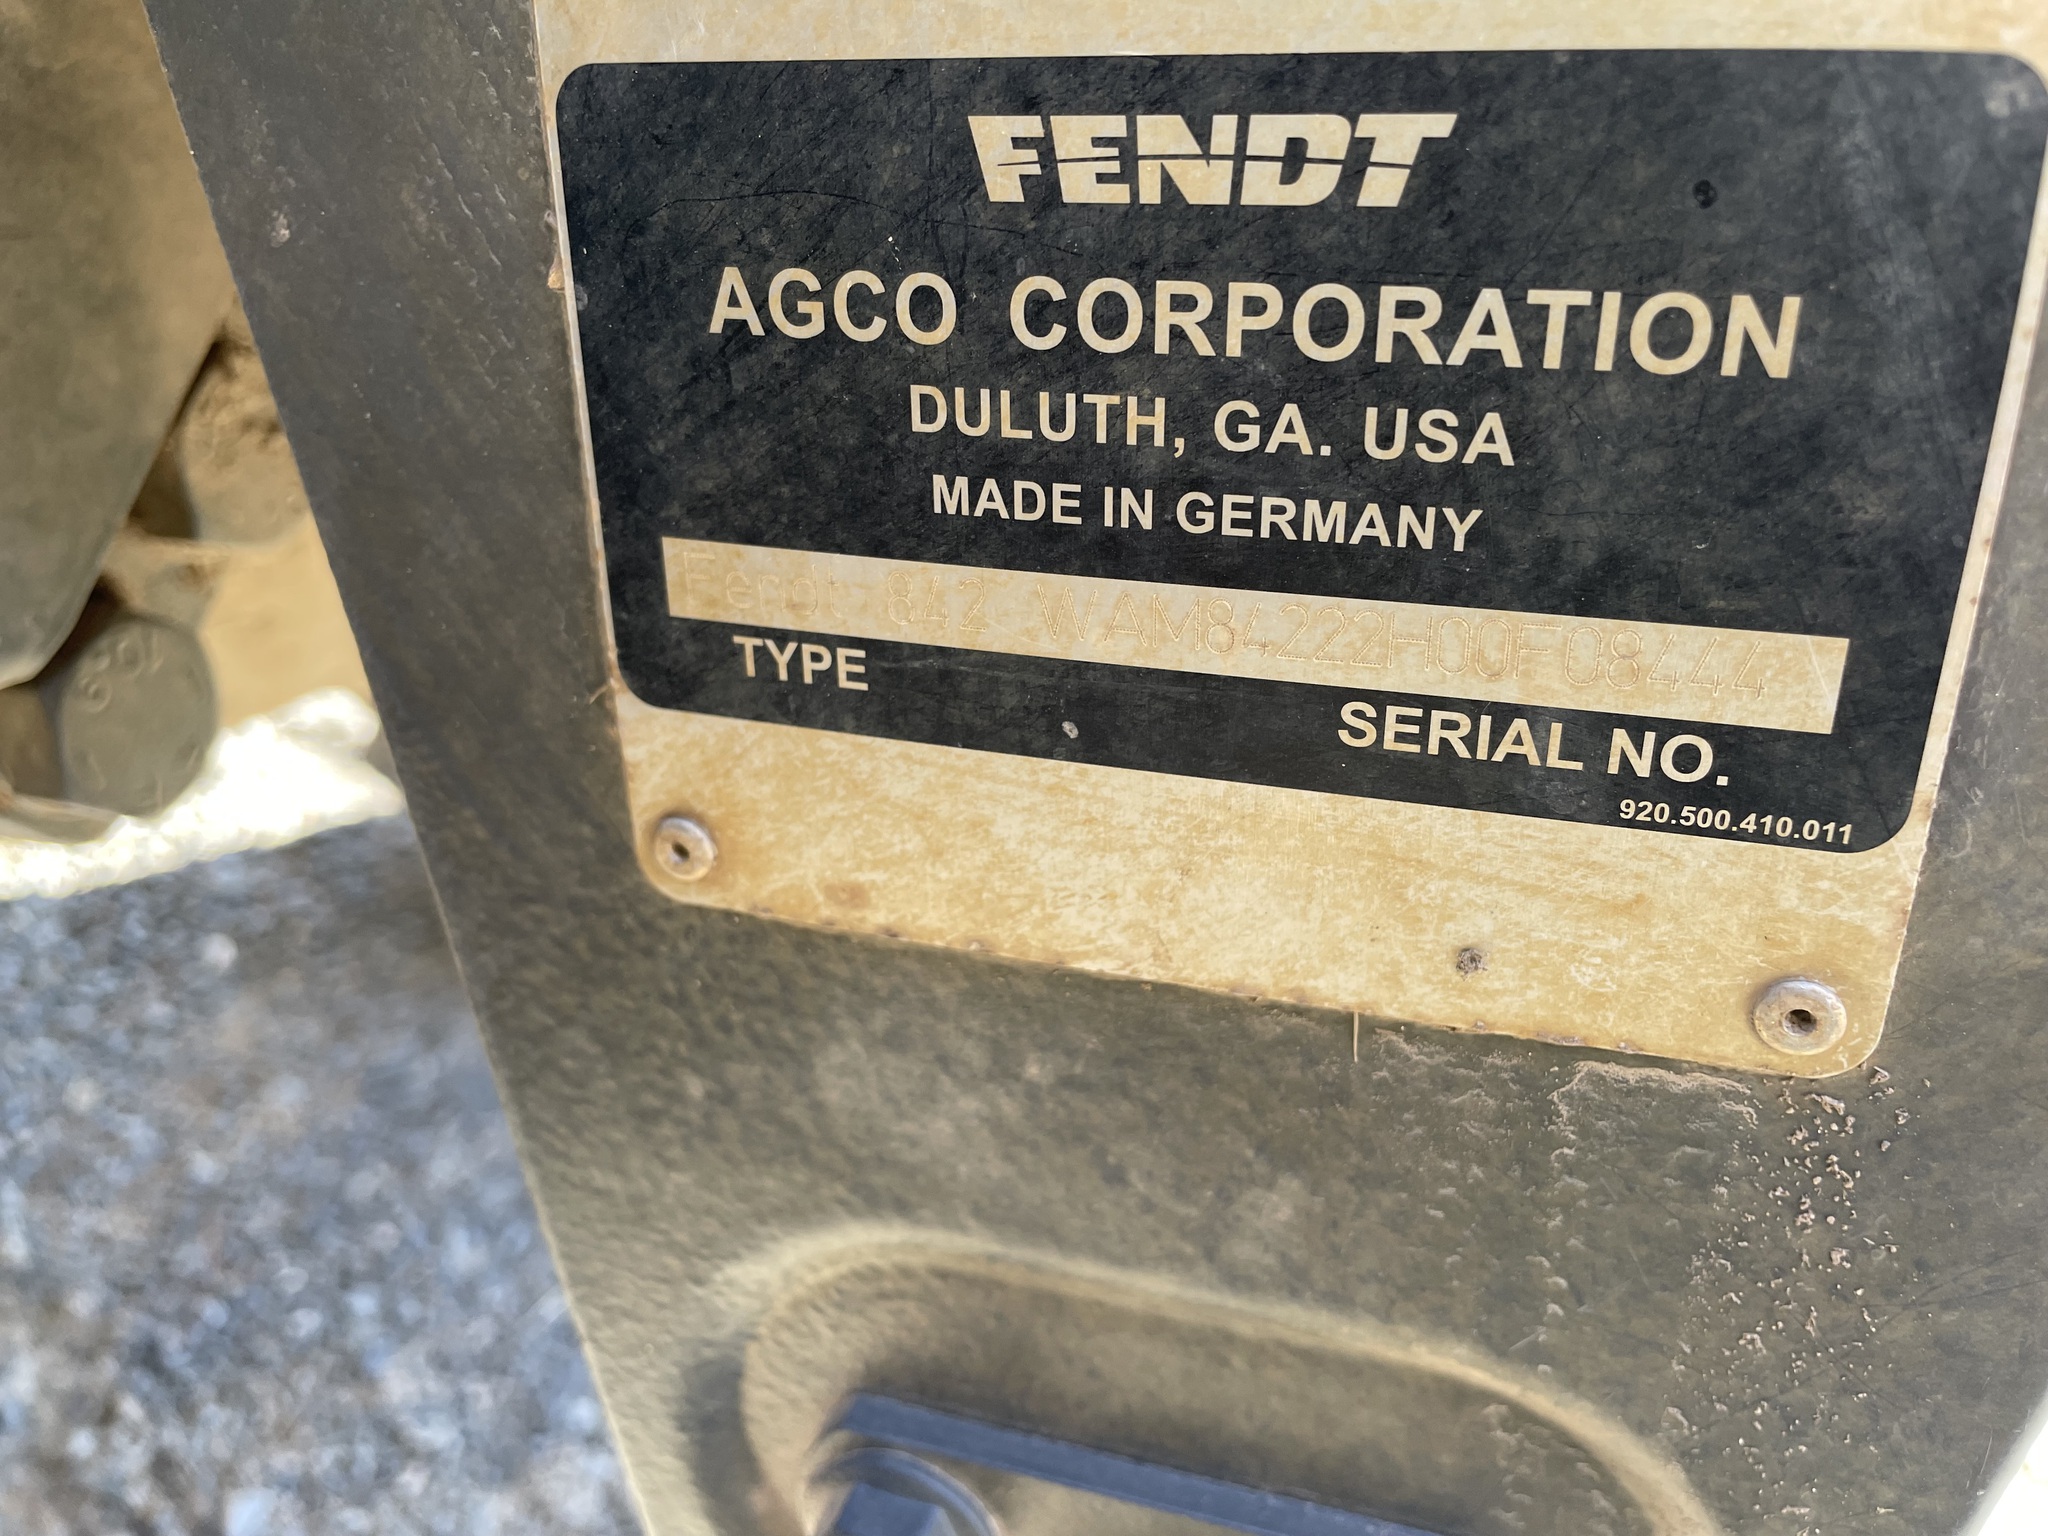 FENDT
AGCO CORPORATION
DULUTH, GA. USA
MADE IN GERMANY
Fendt 842 WAM84222H00F08444
TYPE
SERIAL NO.
920.500.410.011